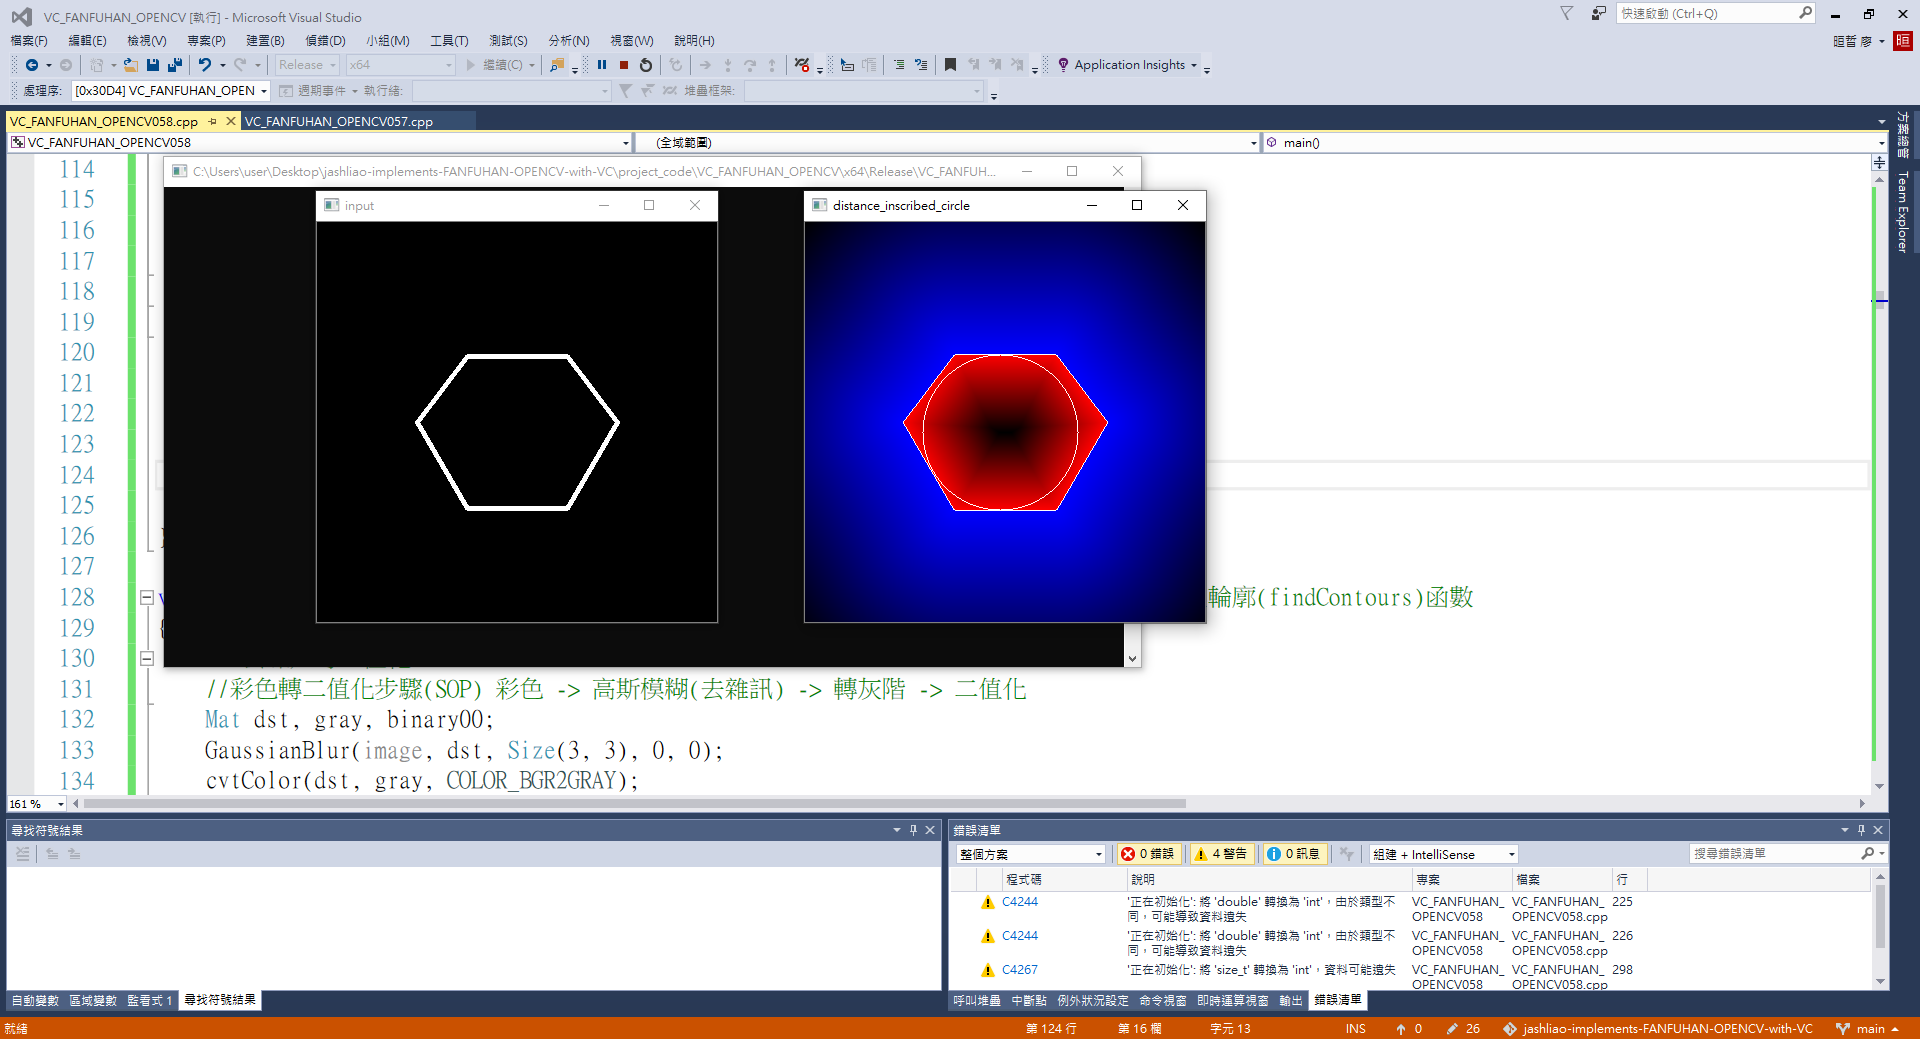 VC_FANFUHAN_OPENCV [執行] - Microsoft Visual Studio
快速啟動 (Ctrl+Q)
檔案(F) 編輯(E) 檢視(V) 專案(P) 建置(B) 偵錯(D) 小組(M) 工具(T) 測試(S) 分析(N) 視窗(W) 說明(H)
晅哲 廖
晅
Release x64 繼續(C) Application Insights
處理序: [0x30D4] VC_FANFUHAN_OPEN 週期事件 執行緒: 堆疊框架:
VC_FANFUHAN_OPENCV058.cpp VC_FANFUHAN_OPENCV057.cpp
VC_FANFUHAN_OPENCV058 (全域範圍) main()
方案總管
Team Explorer
C:\Users\user\Desktop\jashliao-implements-FANFUHAN-OPENCV-with-VC\project_code\VC_FANFUHAN_OPENCV\x64\Release\VC_FANFUH...
input
distance_inscribed_circle
114
115
116
117
118
119
120
121
122
123
124
125
126
127
128 輪廓(findContours)函數
129 {
130
131 //彩色轉二值化步驟(SOP) 彩色 -> 高斯模糊(去雜訊) -> 轉灰階 -> 二值化
132 Mat dst, gray, binary00;
133 GaussianBlur(image, dst, Size(3, 3), 0, 0);
134 cvtColor(dst, gray, COLOR_BGR2GRAY);
161 %
尋找符號結果
錯誤清單
整個方案 0 錯誤 4 警告 0 訊息 組建 + IntelliSense 搜尋錯誤清單
程式碼 說明 專案 檔案 行
C4244 '正在初始化': 將 'double' 轉換為 'int'，由於類型不同，可能導致資料遺失 VC_FANFUHAN_OPENCV058 VC_FANFUHAN_OPENCV058.cpp 225
C4244 '正在初始化': 將 'double' 轉換為 'int'，由於類型不同，可能導致資料遺失 VC_FANFUHAN_OPENCV058 VC_FANFUHAN_OPENCV058.cpp 226
C4267 '正在初始化': 將 'size_t' 轉換為 'int'，資料可能遺失 VC_FANFUHAN_OPENCV058 VC_FANFUHAN_OPENCV058.cpp 298
自動變數 區域變數 監看式 1 尋找符號結果
呼叫堆疊 中斷點 例外狀況設定 命令視窗 即時運算視窗 輸出 錯誤清單
就緒 第 124 行 第 16 欄 字元 13 INS 0 26 jashliao-implements-FANFUHAN-OPENCV-with-VC main